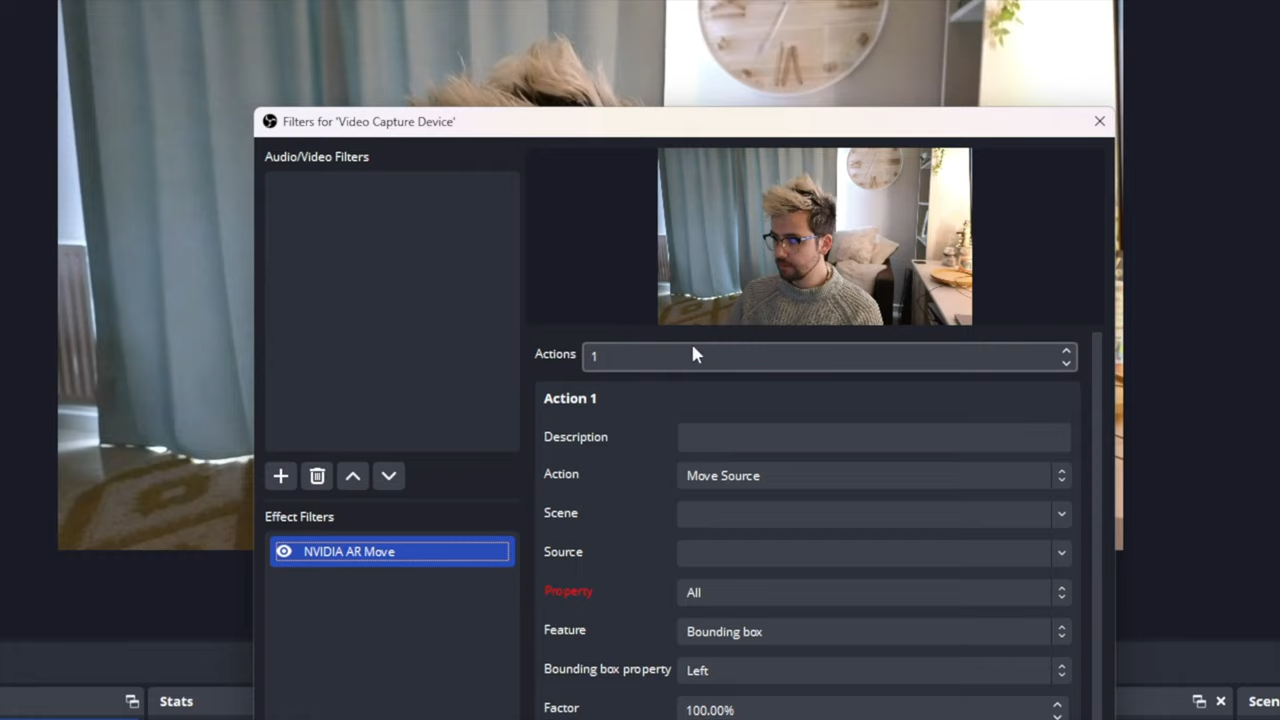 Filters for 'Video Capture Device'
Audio/Video Filters
Actions 1
Action 1
Description
Action Move Source
Scene
Source
Effect Filters
NVIDIA AR Move
Property All
Feature Bounding box
Bounding box property Left
Factor 100.00%
Stats
Scen